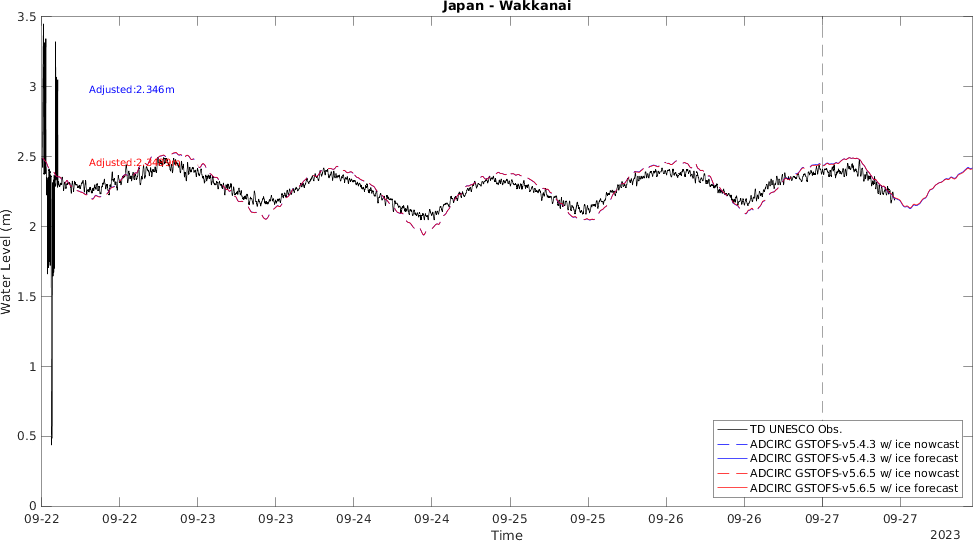 Japan - Wakkanai
3.5
3
2.5
2
1.5
1
0.5
0
Water Level (m)
Adjusted:2.346m
TD UNESCO Obs.
ADCIRC GSTOFS-v5.4.3 w/ ice nowcast
ADCIRC GSTOFS-v5.4.3 w/ ice forecast
ADCIRC GSTOFS-v5.6.5 w/ ice nowcast
ADCIRC GSTOFS-v5.6.5 w/ ice forecast
09-22 09-22 09-23 09-23 09-24 09-24 09-25 09-25 09-26 09-26 09-27 09-27
Time
2023